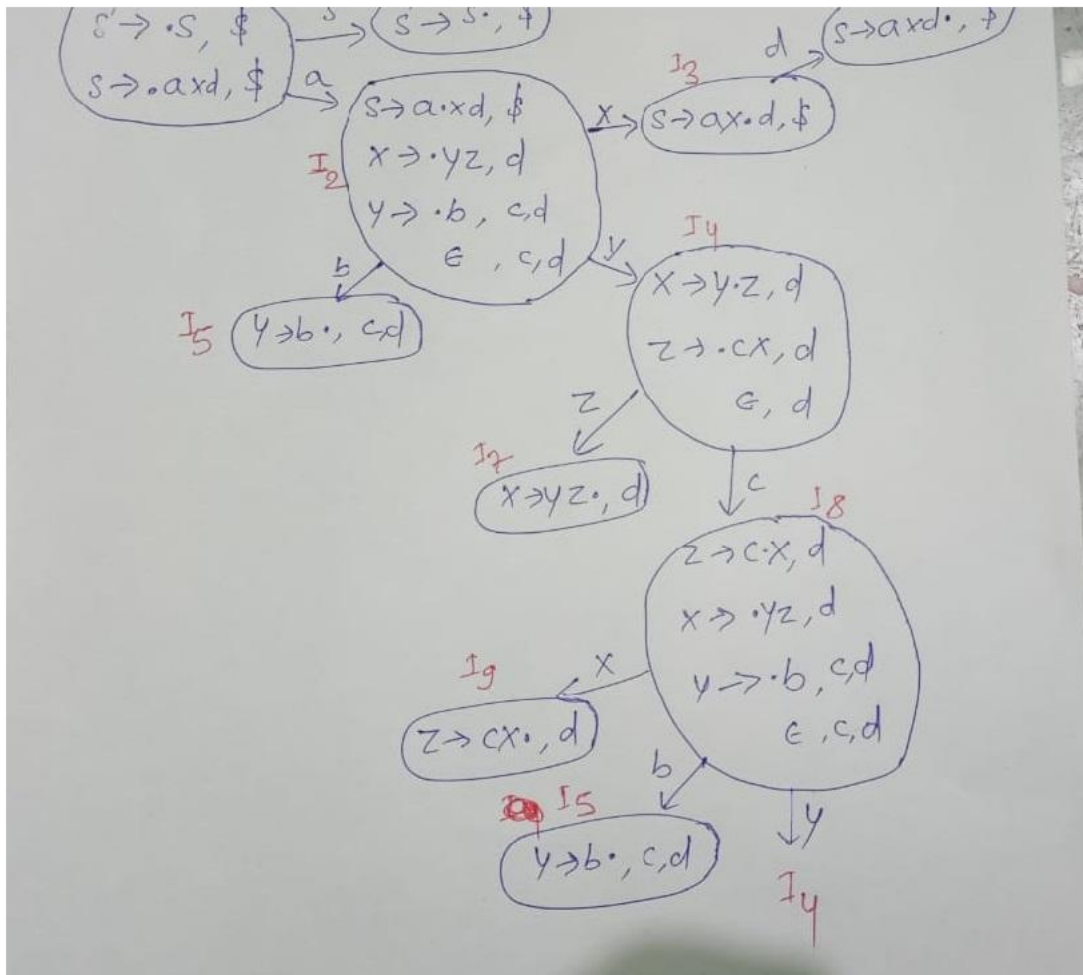 S'→ ·S, $
S
S→ S·, $
S→ .axd, $
a
S→axd·, $
d
I3
S→ax·d, $
X
I2
S→a·xd, $
X→ ·YZ, d
Y→ ·b, c,d
ϵ , c,d
b
Y
I5
Y→b·, c,d
I4
X→Y·Z, d
Z→ ·cX, d
ϵ, d
Z
I7
X→YZ·, d
c
I8
Z→c·X, d
X→ ·YZ, d
Y→ ·b, c,d
ϵ , c,d
X
I9
Z→cX·, d
b
I5
Y→b·, c,d
Y
I4